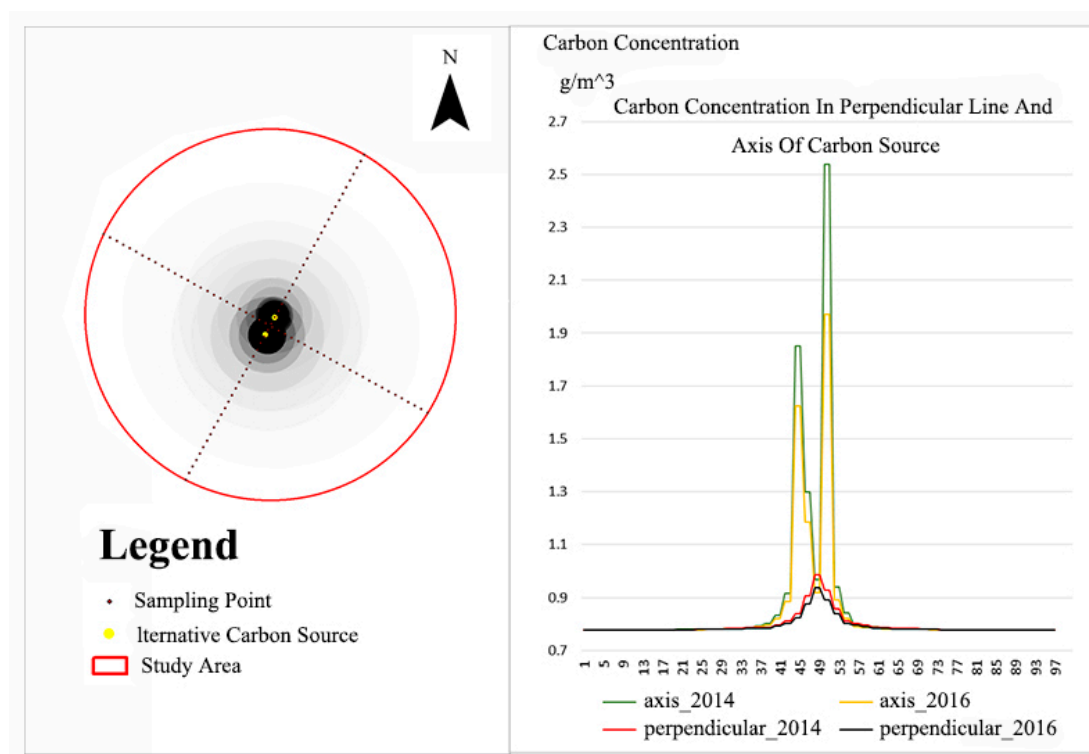 N
Legend
Sampling Point
lternative Carbon Source
Study Area
Carbon Concentration
g/m^3
Carbon Concentration In Perpendicular Line And
Axis Of Carbon Source
2.7
2.5
2.3
2.1
1.9
1.7
1.5
1.3
1.1
0.9
0.7
1 5 9 13 17 21 25 29 33 37 41 45 49 53 57 61 65 69 73 77 81 85 89 93 97
axis_2014 axis_2016
perpendicular_2014 perpendicular_2016